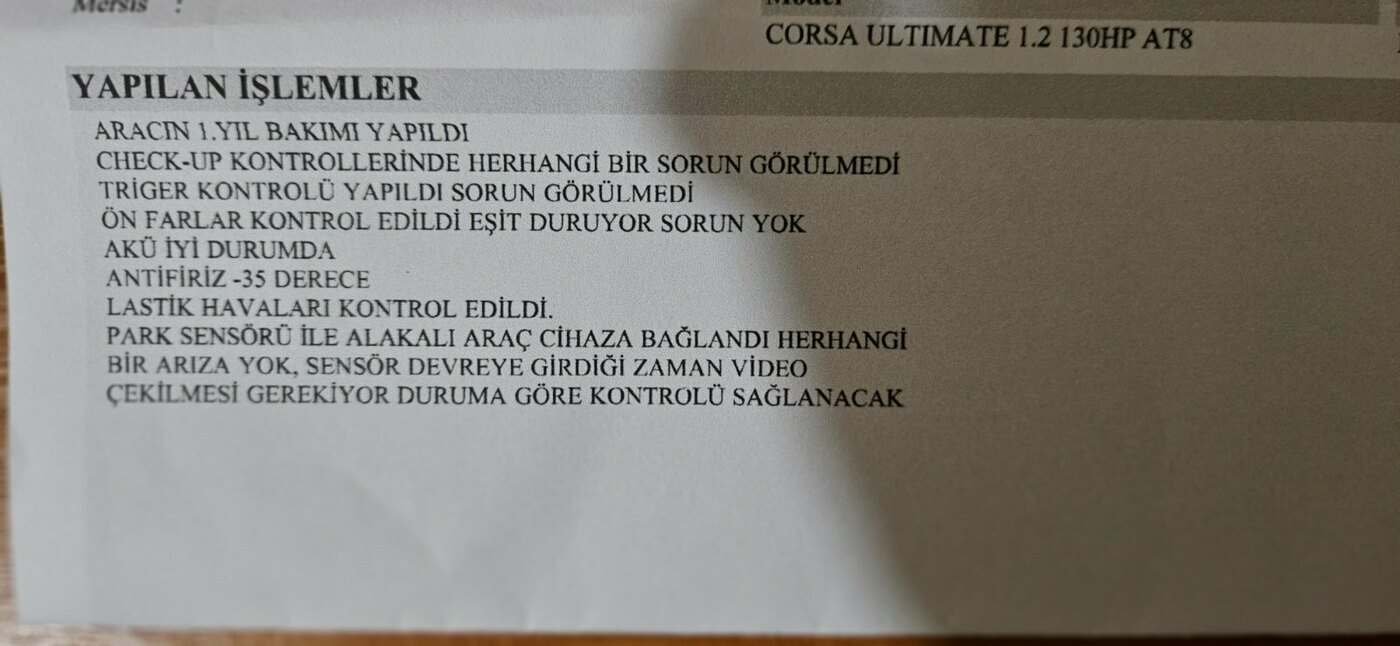 Mersis :
Model
CORSA ULTIMATE 1.2 130HP AT8
YAPILAN İŞLEMLER
ARACIN 1.YIL BAKIMI YAPILDI
CHECK-UP KONTROLLERİNDE HERHANGİ BİR SORUN GÖRÜLMEDİ
TRİGER KONTROLÜ YAPILDI SORUN GÖRÜLMEDİ
ÖN FARLAR KONTROL EDİLDİ EŞİT DURUYOR SORUN YOK
AKÜ İYİ DURUMDA
ANTİFİRİZ -35 DERECE
LASTİK HAVALARI KONTROL EDİLDİ.
PARK SENSÖRÜ İLE ALAKALI ARAÇ CİHAZA BAĞLANDI HERHANGİ
BİR ARIZA YOK, SENSÖR DEVREYE GİRDİĞİ ZAMAN VİDEO
ÇEKİLMESİ GEREKİYOR DURUMA GÖRE KONTROLÜ SAĞLANACAK